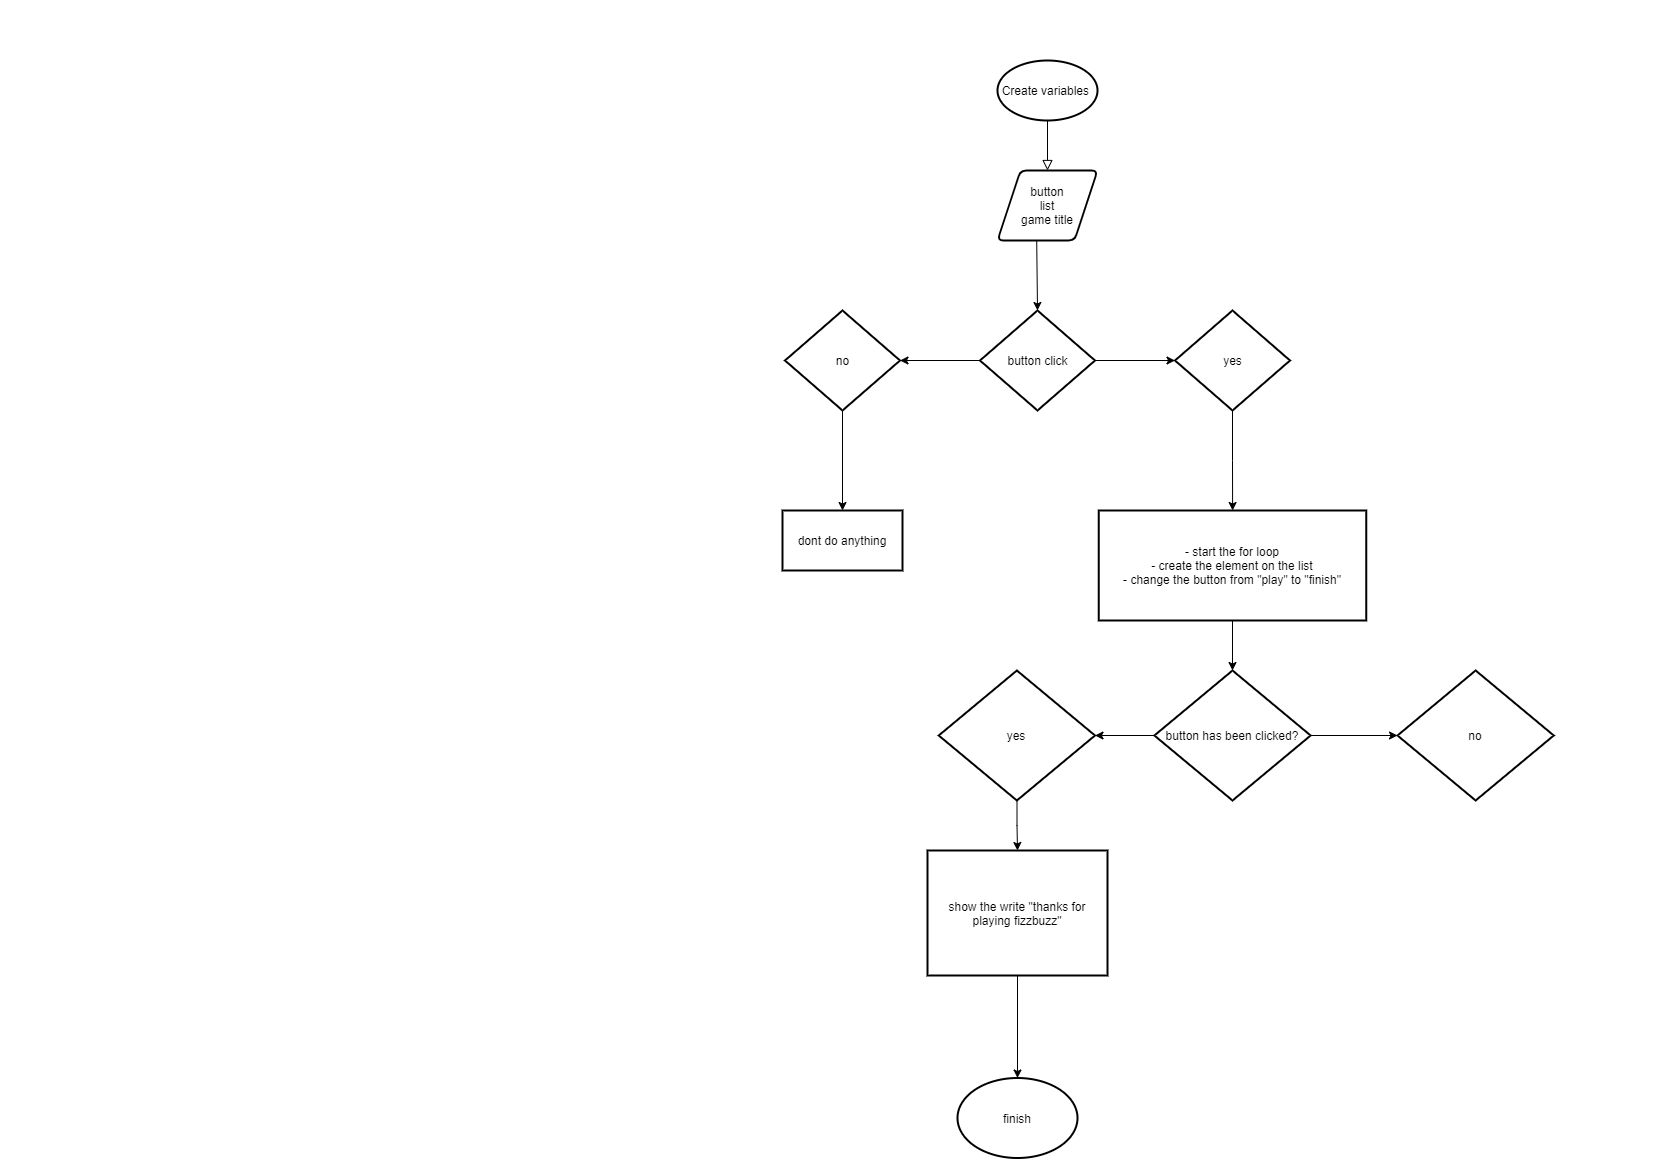 Create variables
button
list
game title
no
button click
yes
dont do anything
- start the for loop
- create the element on the list
- change the button from "play" to "finish"
yes
button has been clicked?
no
show the write "thanks for
playing fizzbuzz"
finish